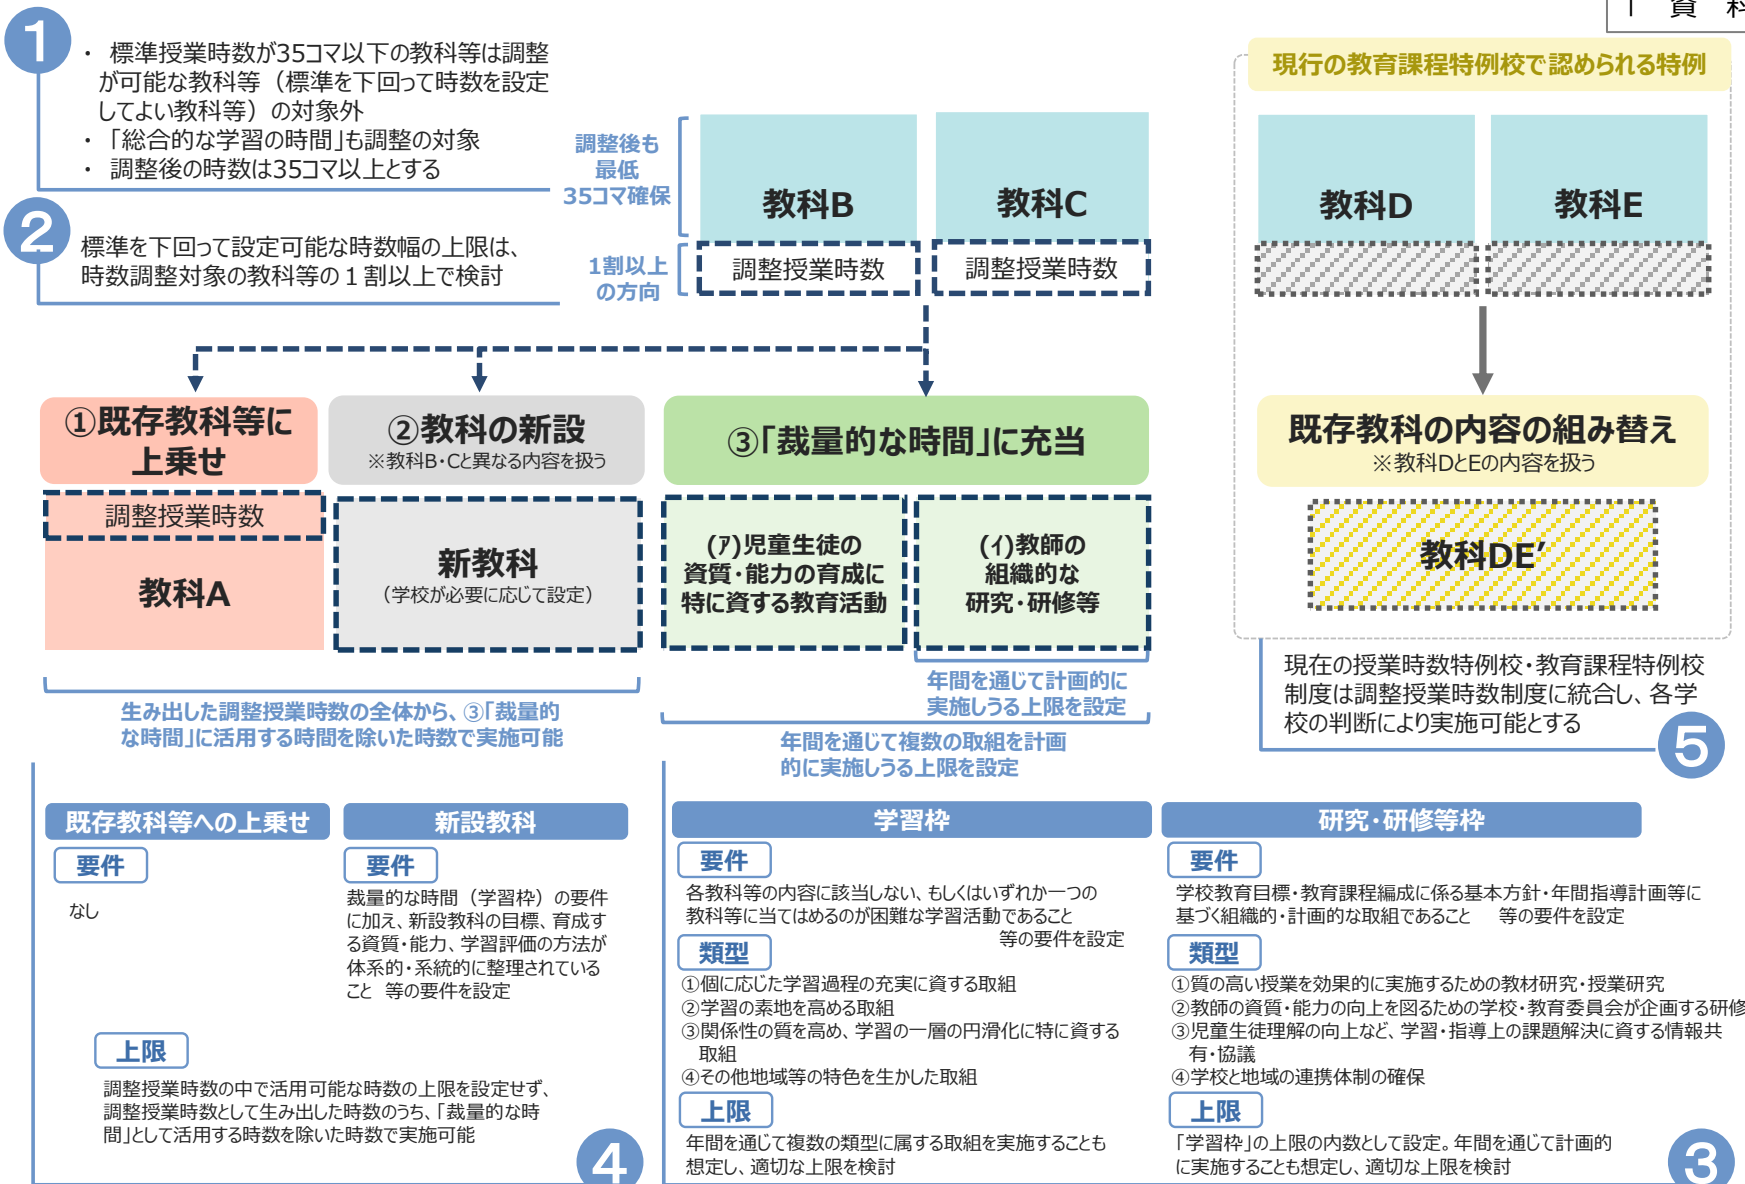 「 資 料
1
・ 標準授業時数が35コマ以下の教科等は調整
が可能な教科等（標準を下回って時数を設定
してよい教科等）の対象外
・ 「総合的な学習の時間」も調整の対象
・ 調整後の時数は35コマ以上とする
2
標準を下回って設定可能な時数幅の上限は、
時数調整対象の教科等の１割以上で検討
調整後も
最低
35コマ確保
1割以上
の方向
教科B
教科C
調整授業時数
調整授業時数
現行の教育課程特例校で認められる特例
教科D
教科E
①既存教科等に
上乗せ
②教科の新設
※教科B・Cと異なる内容を扱う
③「裁量的な時間」に充当
既存教科の内容の組み替え
※教科DとEの内容を扱う
調整授業時数
教科A
新教科
（学校が必要に応じて設定）
(ｱ)児童生徒の
資質・能力の育成に
特に資する教育活動
(ｲ)教師の
組織的な
研究・研修等
教科DE′
生み出した調整授業時数の全体から、③「裁量的
な時間」に活用する時間を除いた時数で実施可能
年間を通じて計画的に
実施しうる上限を設定
年間を通じて複数の取組を計画
的に実施しうる上限を設定
現在の授業時数特例校・教育課程特例校
制度は調整授業時数制度に統合し、各学
校の判断により実施可能とする
5
既存教科等への上乗せ
要件
なし
新設教科
要件
裁量的な時間（学習枠）の要件
に加え、新設教科の目標、育成す
る資質・能力、学習評価の方法が
体系的・系統的に整理されている
こと 等の要件を設定
上限
調整授業時数の中で活用可能な時数の上限を設定せず、
調整授業時数として生み出した時数のうち、「裁量的な時
間」として活用する時数を除いた時数で実施可能
4
学習枠
要件
各教科等の内容に該当しない、もしくはいずれか一つの
教科等に当てはめるのが困難な学習活動であること
等の要件を設定
類型
①個に応じた学習過程の充実に資する取組
②学習の素地を高める取組
③関係性の質を高め、学習の一層の円滑化に特に資する
取組
④その他地域等の特色を生かした取組
上限
年間を通じて複数の類型に属する取組を実施することも
想定し、適切な上限を検討
研究・研修等枠
要件
学校教育目標・教育課程編成に係る基本方針・年間指導計画等に
基づく組織的・計画的な取組であること 等の要件を設定
類型
①質の高い授業を効果的に実施するための教材研究・授業研究
②教師の資質・能力の向上を図るための学校・教育委員会が企画する研修
③児童生徒理解の向上など、学習・指導上の課題解決に資する情報共
有・協議
④学校と地域の連携体制の確保
上限
「学習枠」の上限の内数として設定。年間を通じて計画的
に実施することも想定し、適切な上限を検討
3